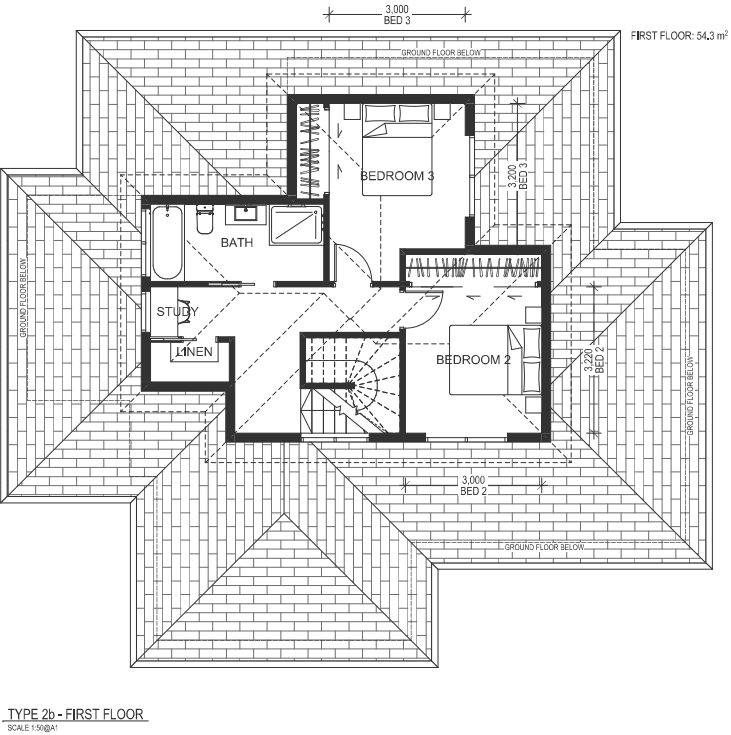 3,000
BED 3
FIRST FLOOR: 54.3 m²
GROUND FLOOR BELOW
BEDROOM 3
3,200
BED 3
BATH
GROUND FLOOR BELOW
STUDY
LINEN
BEDROOM 2
3,220
BED 2
GROUND FLOOR BELOW
3,000
BED 2
GROUND FLOOR BELOW
TYPE 2b - FIRST FLOOR
SCALE 1:50@A1